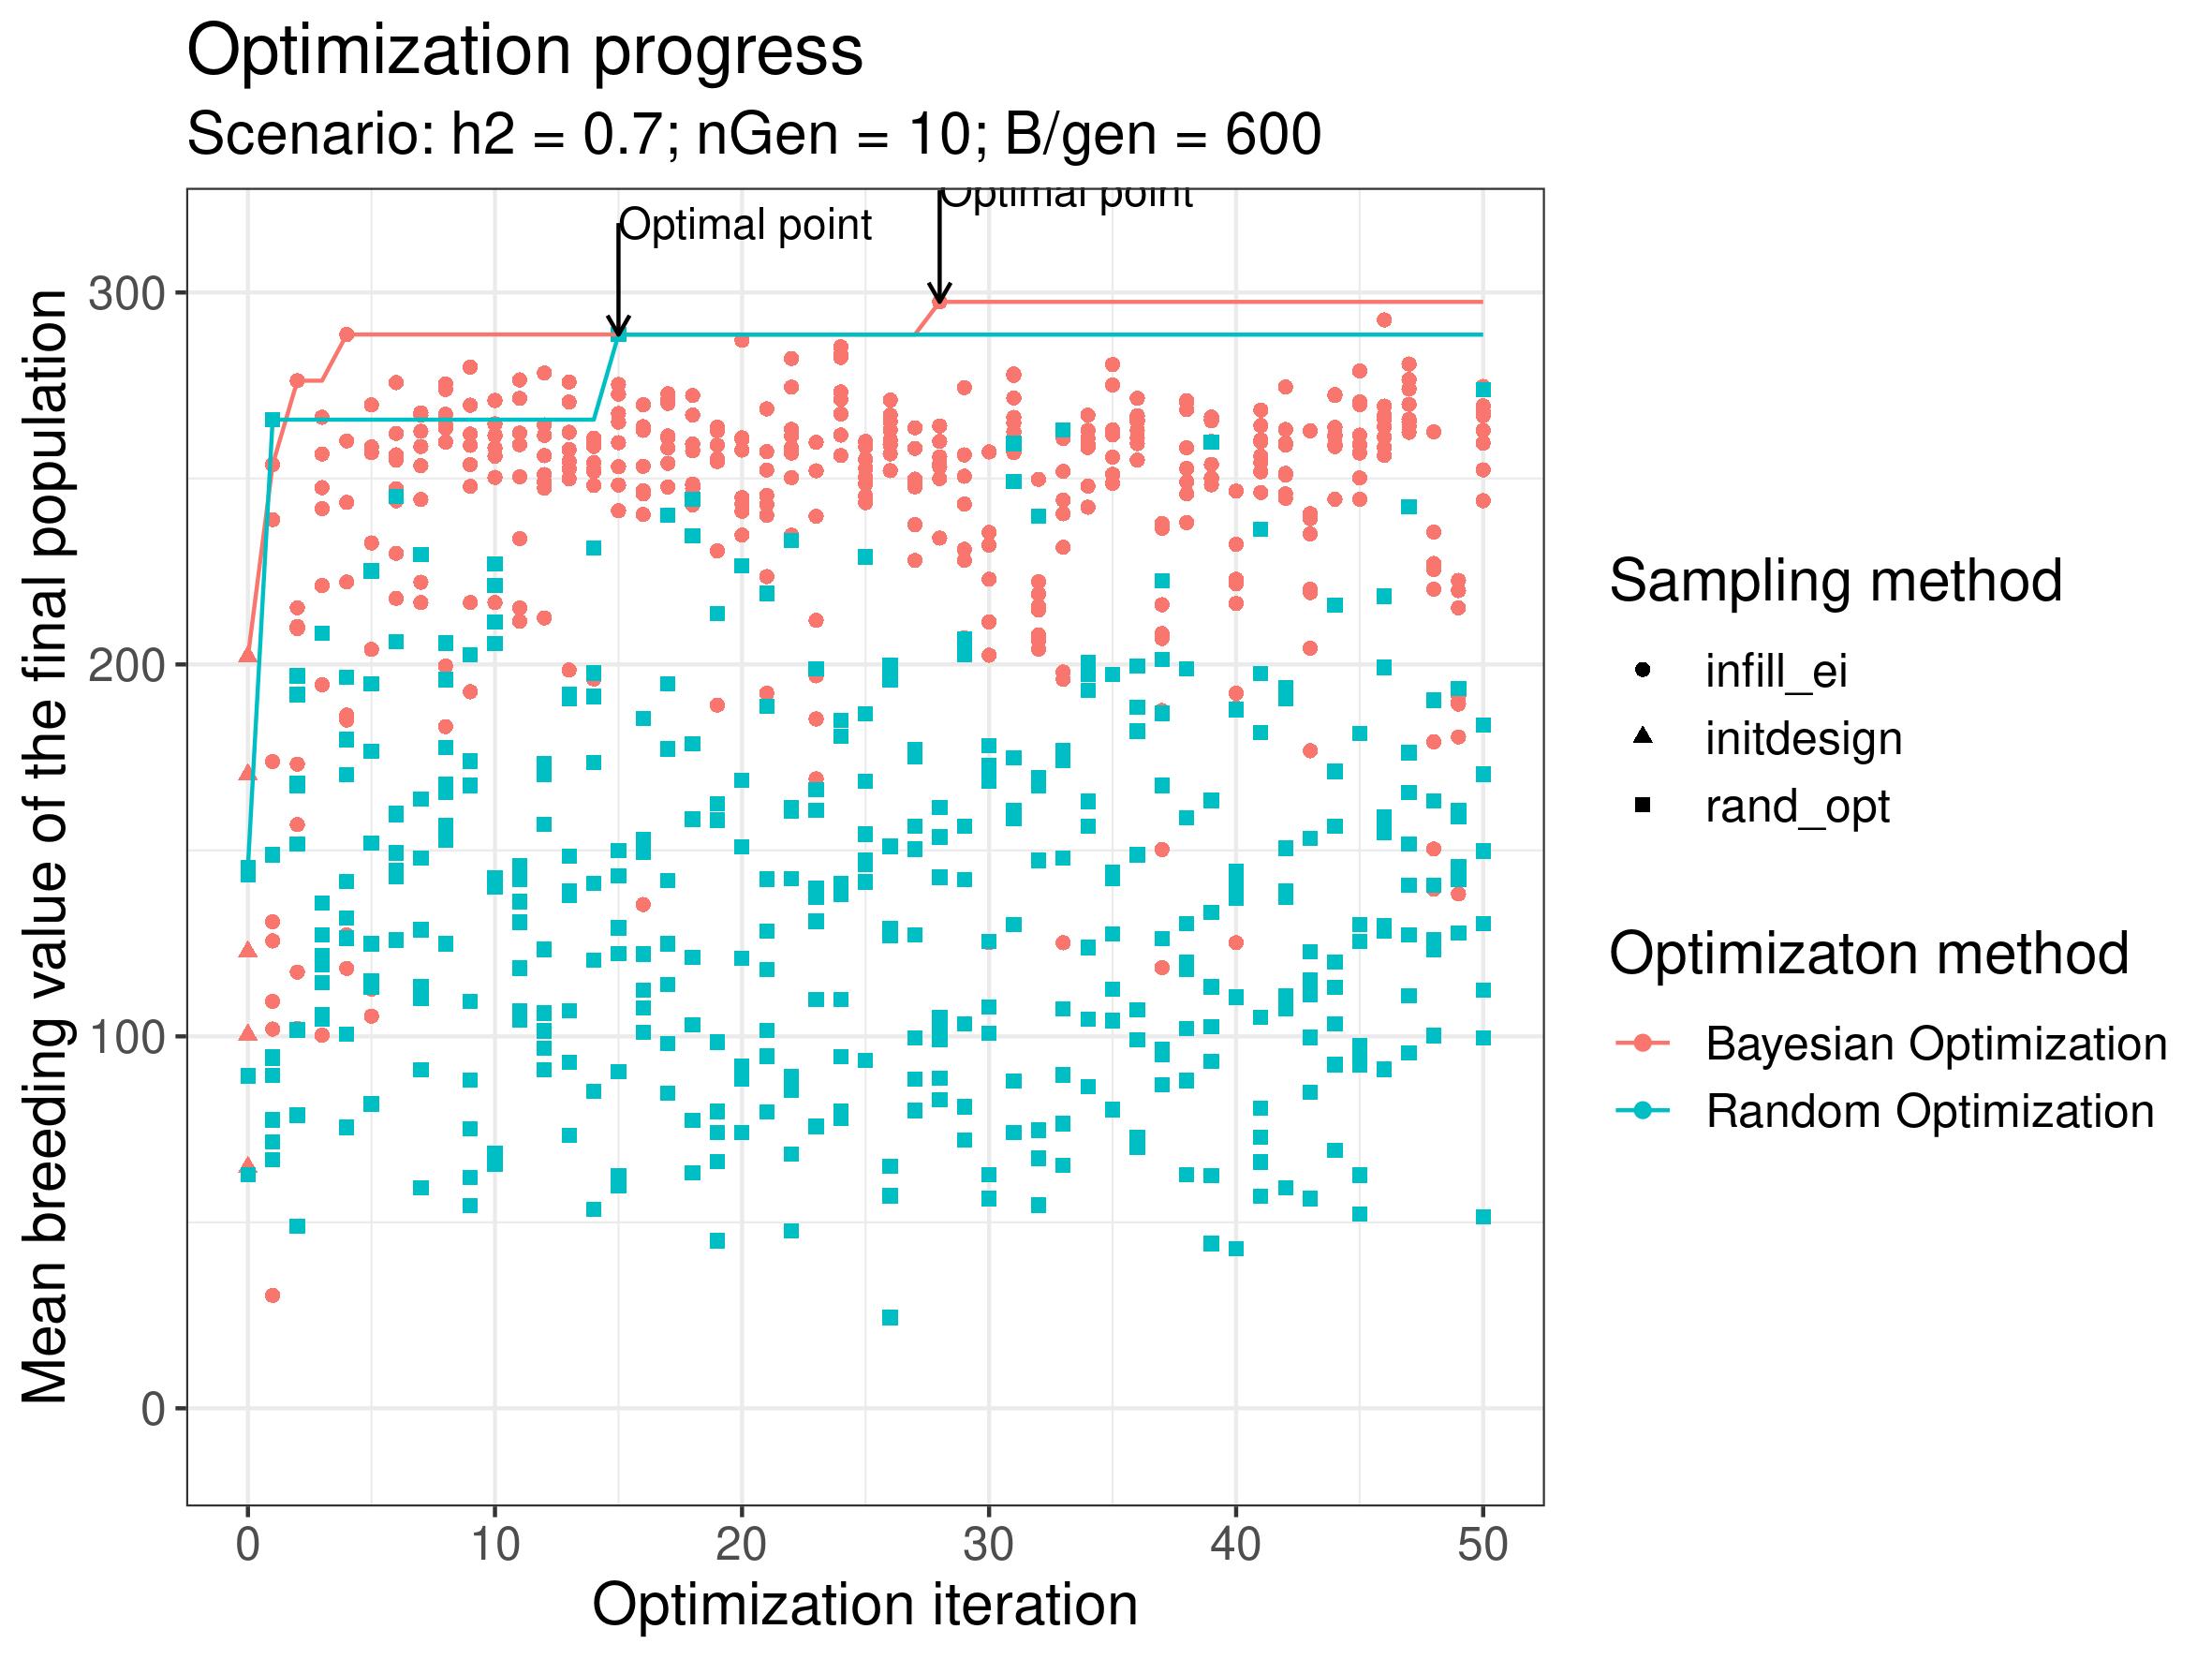 Optimization progress
Scenario: h2 = 0.7; nGen = 10; B/gen = 600
Optimal point
Optimal point
Mean breeding value of the final population
300
200
100
0
0 10 20 30 40 50
Optimization iteration
Sampling method
infill_ei
initdesign
rand_opt
Optimizaton method
Bayesian Optimization
Random Optimization